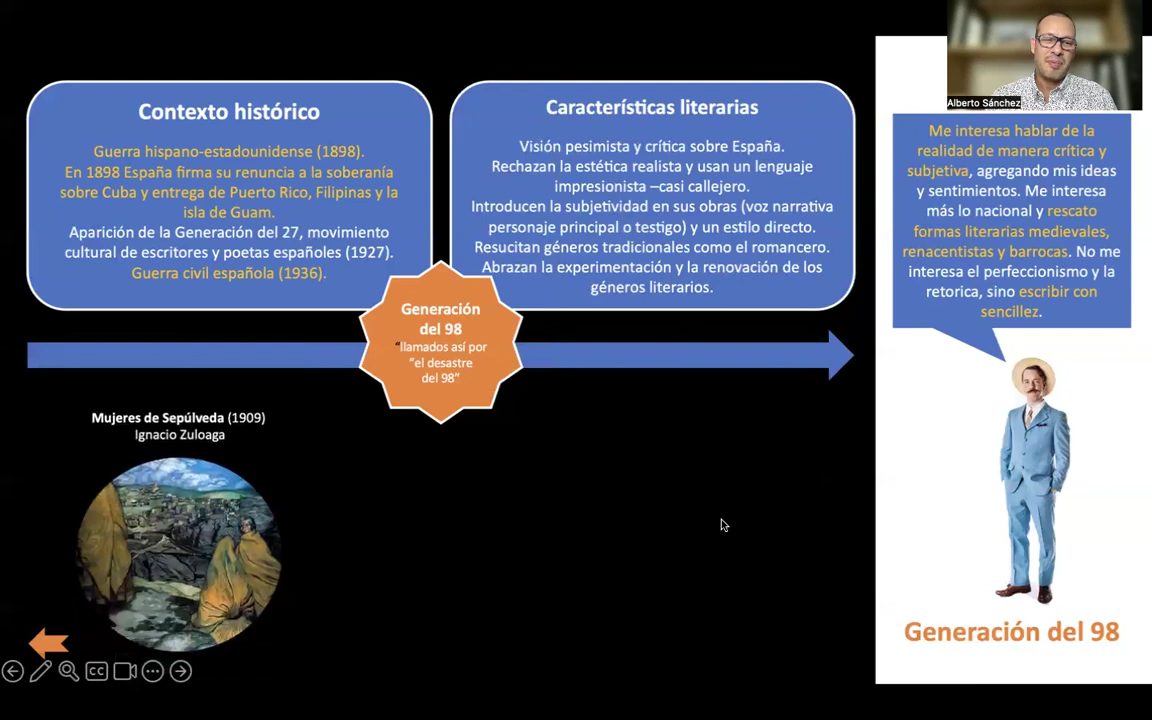 Contexto histórico
Guerra hispano-estadounidense (1898).
En 1898 España firma su renuncia a la soberanía
sobre Cuba y entrega de Puerto Rico, Filipinas y la
isla de Guam.
Aparición de la Generación del 27, movimiento
cultural de escritores y poetas españoles (1927).
Guerra civil española (1936).
Características literarias
Visión pesimista y crítica sobre España.
Rechazan la estética realista y usan un lenguaje
impresionista –casi callejero.
Introducen la subjetividad en sus obras (voz narrativa
personaje principal o testigo) y un estilo directo.
Resucitan géneros tradicionales como el romancero.
Abrazan la experimentación y la renovación de los
géneros literarios.
Generación
del 98
"llamados así por
"el desastre
del 98"
Mujeres de Sepúlveda (1909)
Ignacio Zuloaga
Alberto Sánchez
Me interesa hablar de la
realidad de manera crítica y
subjetiva, agregando mis ideas
y sentimientos. Me interesa
más lo nacional y rescato
formas literarias medievales,
renacentistas y barrocas. No me
interesa el perfeccionismo y la
retorica, sino escribir con
sencillez.
Generación del 98
CC